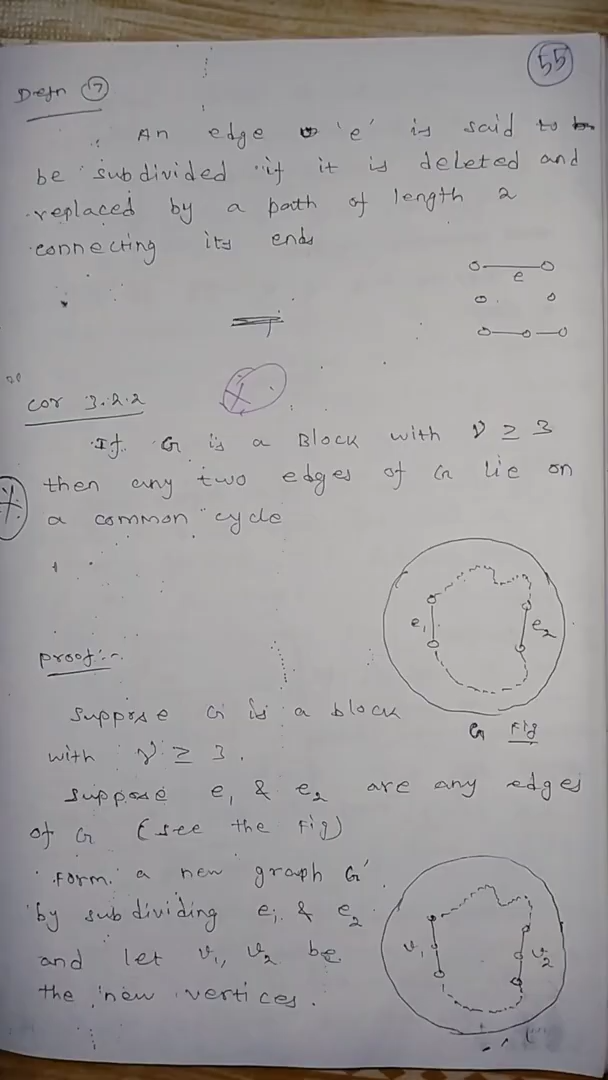 55
Defn 17
An edge 'e' is said to
be subdivided if it is deleted and
replaced by a path of length 2
connecting its ends
e
cor 3.2.2
If G is a Block with ν ≥ 3
then any two edges of G lie on
a common cycle
e₁
e₂
G Fig
proof:-
Suppose G is a block
with ν ≥ 3.
Suppose e₁ & e₂ are any edges
of G (see the Fig)
Form a new graph G'
by subdividing e₁ & e₂
and let v₁, v₂ be
the new vertices.
v₁
v₂